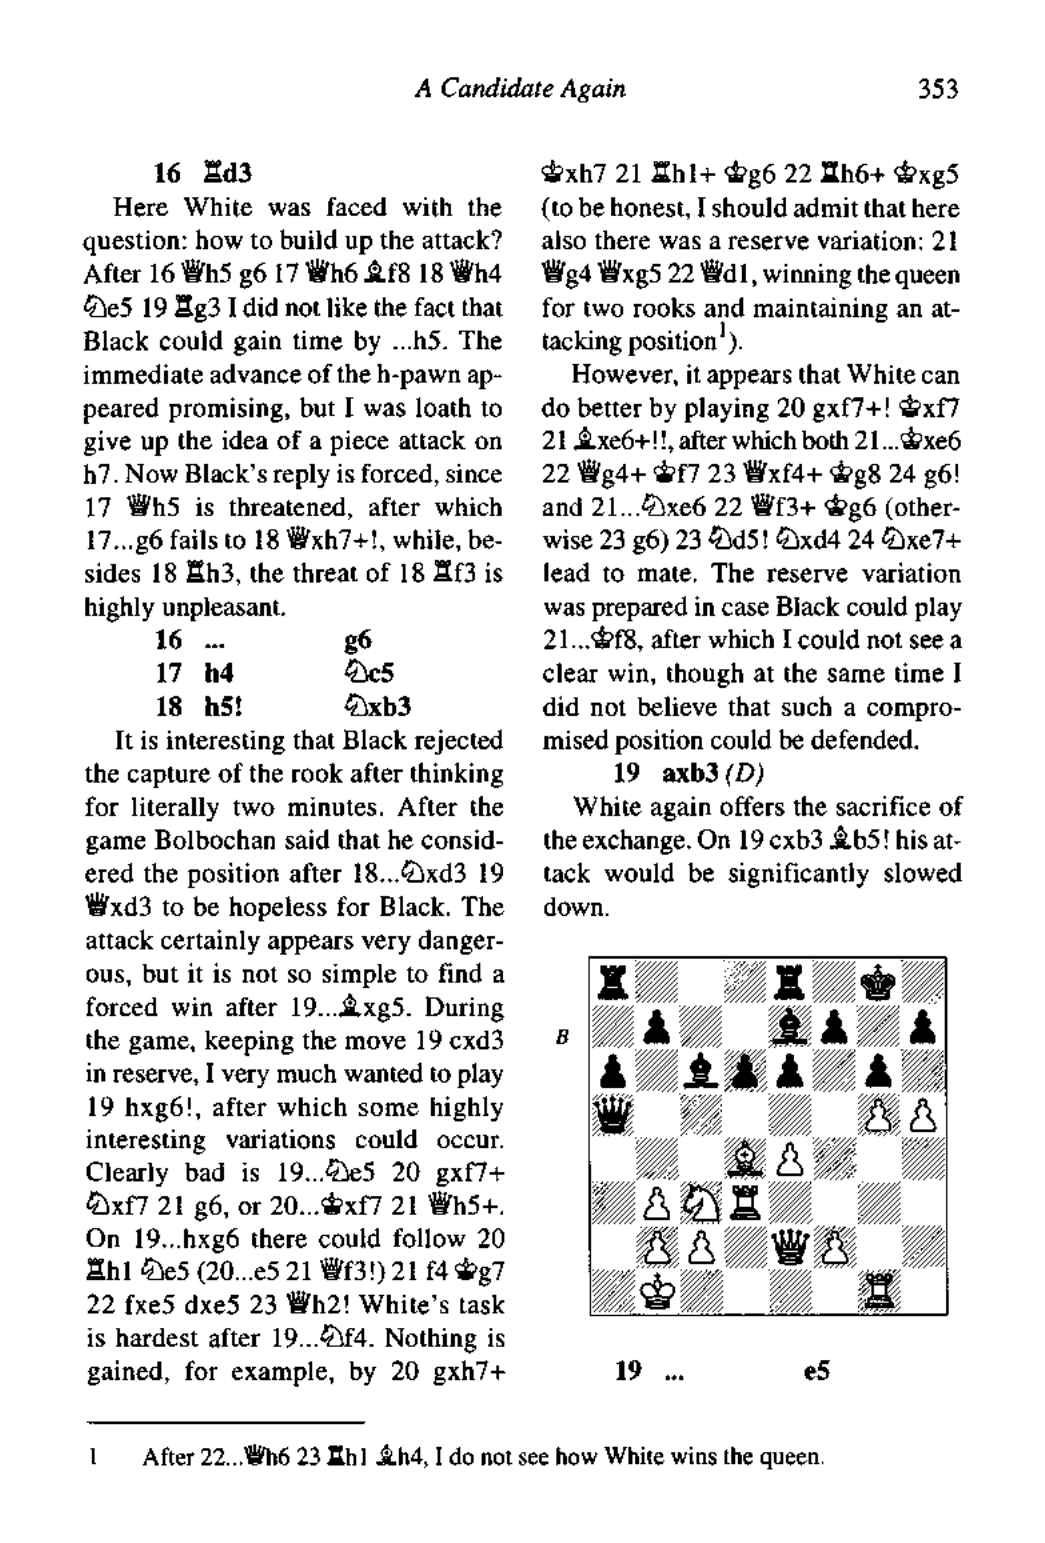 A Candidate Again 353
16 ♖d3
Here White was faced with the
question: how to build up the attack?
After 16 ♕h5 g6 17 ♕h6 ♗f8 18 ♕h4
♘e5 19 ♖g3 I did not like the fact that
Black could gain time by ...h5. The
immediate advance of the h-pawn ap-
peared promising, but I was loath to
give up the idea of a piece attack on
h7. Now Black's reply is forced, since
17 ♕h5 is threatened, after which
17...g6 fails to 18 ♕xh7+!, while, be-
sides 18 ♖h3, the threat of 18 ♖f3 is
highly unpleasant.
16 ... g6
17 h4 ♘c5
18 h5! ♘xb3
It is interesting that Black rejected
the capture of the rook after thinking
for literally two minutes. After the
game Bolbochan said that he consid-
ered the position after 18...♘xd3 19
♕xd3 to be hopeless for Black. The
attack certainly appears very danger-
ous, but it is not so simple to find a
forced win after 19...♗xg5. During
the game, keeping the move 19 cxd3
in reserve, I very much wanted to play
19 hxg6!, after which some highly
interesting variations could occur.
Clearly bad is 19...♘e5 20 gxf7+
♘xf7 21 g6, or 20...♔xf7 21 ♕h5+.
On 19...hxg6 there could follow 20
♖h1 ♘e5 (20...e5 21 ♕f3!) 21 f4 ♔g7
22 fxe5 dxe5 23 ♕h2! White's task
is hardest after 19...♘f4. Nothing is
gained, for example, by 20 gxh7+
♔xh7 21 ♖h1+ ♔g6 22 ♖h6+ ♔xg5
(to be honest, I should admit that here
also there was a reserve variation: 21
♕g4 ♕xg5 22 ♕d1, winning the queen
for two rooks and maintaining an at-
tacking position¹).
However, it appears that White can
do better by playing 20 gxf7+! ♔xf7
21 ♗xe6+!!, after which both 21...♔xe6
22 ♕g4+ ♔f7 23 ♕xf4+ ♔g8 24 g6!
and 21...♘xe6 22 ♕f3+ ♔g6 (other-
wise 23 g6) 23 ♘d5! ♘xd4 24 ♘xe7+
lead to mate. The reserve variation
was prepared in case Black could play
21...♔f8, after which I could not see a
clear win, though at the same time I
did not believe that such a compro-
mised position could be defended.
19 axb3 (D)
White again offers the sacrifice of
the exchange. On 19 cxb3 ♗b5! his at-
tack would be significantly slowed
down.
B
19 ... e5
1 After 22...♕h6 23 ♖h1 ♗h4, I do not see how White wins the queen.